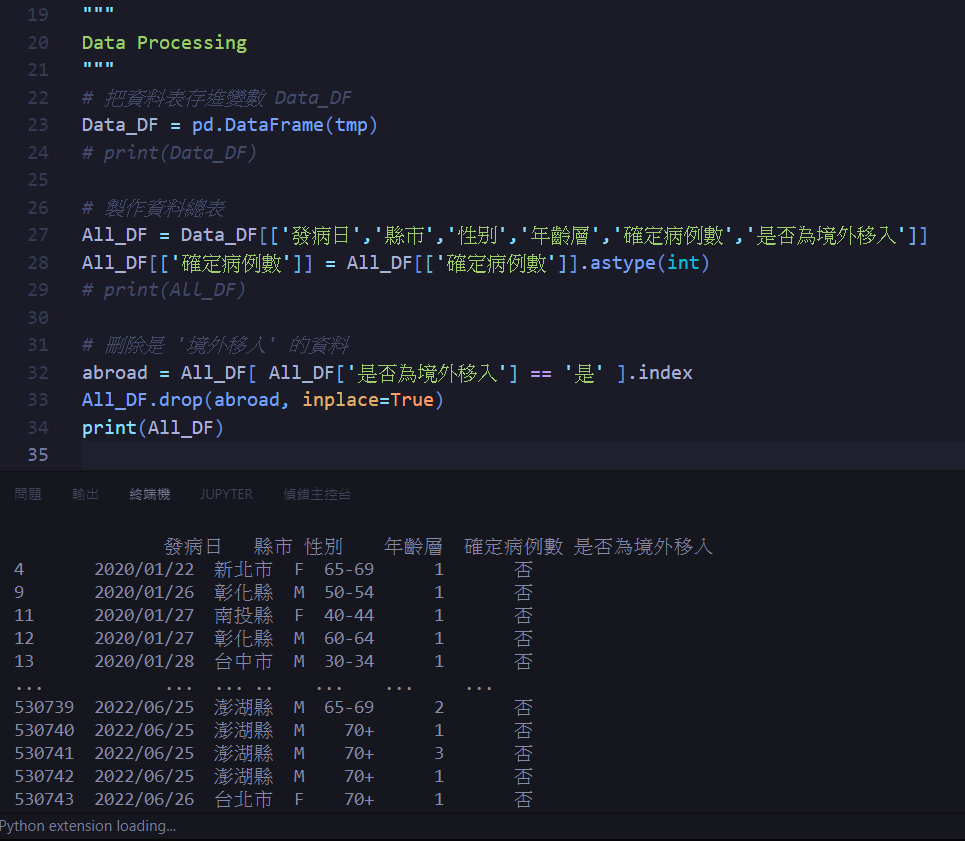 19 """
20 Data Processing
21 """
22 # 把資料表存進變數 Data_DF
23 Data_DF = pd.DataFrame(tmp)
24 # print(Data_DF)
25
26 # 製作資料總表
27 All_DF = Data_DF[['發病日','縣市','性別','年齡層','確定病例數','是否為境外移入']]
28 All_DF[['確定病例數']] = All_DF[['確定病例數']].astype(int)
29 # print(All_DF)
30
31 # 刪除是 '境外移入' 的資料
32 abroad = All_DF[ All_DF['是否為境外移入'] == '是' ].index
33 All_DF.drop(abroad, inplace=True)
34 print(All_DF)
35
問題 輸出 終端機 JUPYTER 偵錯主控台
發病日 縣市 性別 年齡層 確定病例數 是否為境外移入
4 2020/01/22 新北市 F 65-69 1 否
9 2020/01/26 彰化縣 M 50-54 1 否
11 2020/01/27 南投縣 F 40-44 1 否
12 2020/01/27 彰化縣 M 60-64 1 否
13 2020/01/28 台中市 M 30-34 1 否
... ... ... .. ... ... ...
530739 2022/06/25 澎湖縣 M 65-69 2 否
530740 2022/06/25 澎湖縣 M 70+ 1 否
530741 2022/06/25 澎湖縣 M 70+ 3 否
530742 2022/06/25 澎湖縣 M 70+ 1 否
530743 2022/06/26 台北市 F 70+ 1 否
Python extension loading...